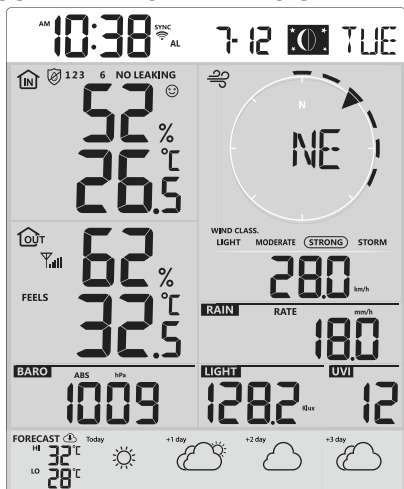 AM 10:38 SYNC AL 7-12 TUE
IN 123 6 NO LEAKING
52 %
26.5 °C
N
NE
WIND CLASS.
LIGHT MODERATE STRONG STORM
28.0 km/h
OUT 62 %
FEELS 32.5 °C
RAIN RATE mm/h
18.0
BARO ABS hPa
1009
LIGHT
128.2 Klux
UVI
12
FORECAST Today +1 day +2 day +3 day
HI 32°C
LO 28°C